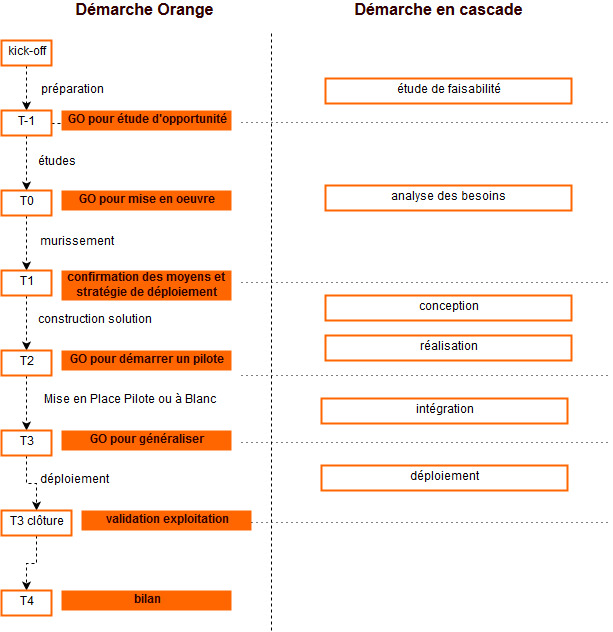 Démarche Orange
Démarche en cascade
kick-off
préparation
étude de faisabilité
T-1
GO pour étude d'opportunité
études
T0
GO pour mise en oeuvre
analyse des besoins
murissement
T1
confirmation des moyens et
stratégie de déploiement
conception
construction solution
réalisation
T2
GO pour démarrer un pilote
Mise en Place Pilote ou à Blanc
intégration
T3
GO pour généraliser
déploiement
déploiement
T3 clôture
validation exploitation
T4
bilan